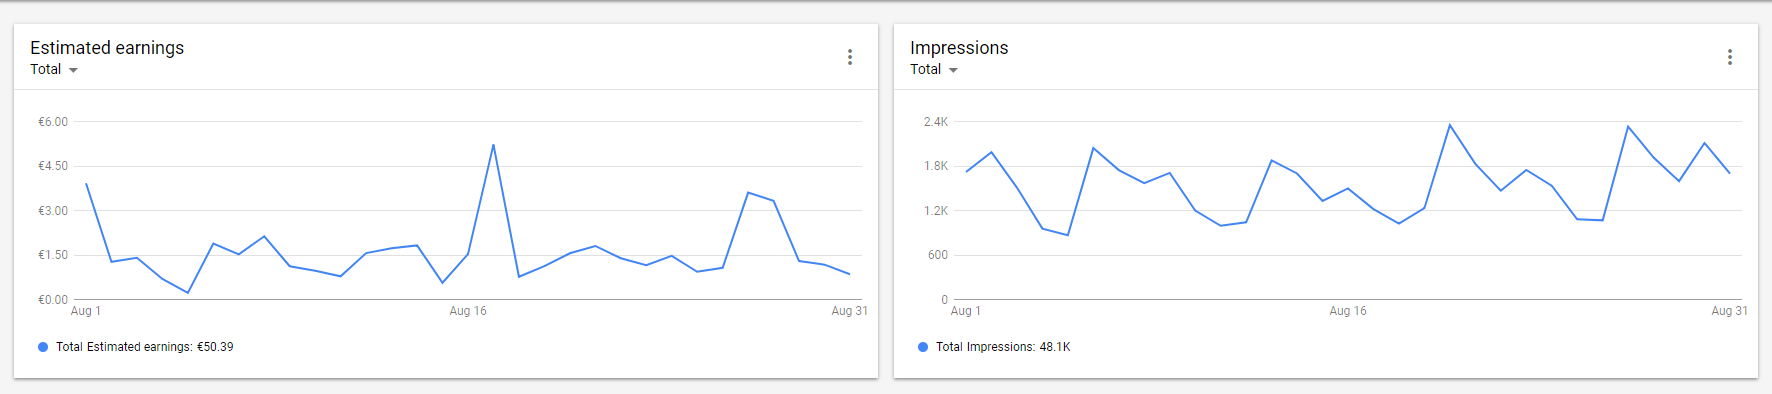 Estimated earnings
Total
€6.00
€4.50
€3.00
€1.50
€0.00
Aug 1
Aug 16
Aug 31
Total Estimated earnings: €50.39
Impressions
Total
2.4K
1.8K
1.2K
600
0
Aug 1
Aug 16
Aug 31
Total Impressions: 48.1K